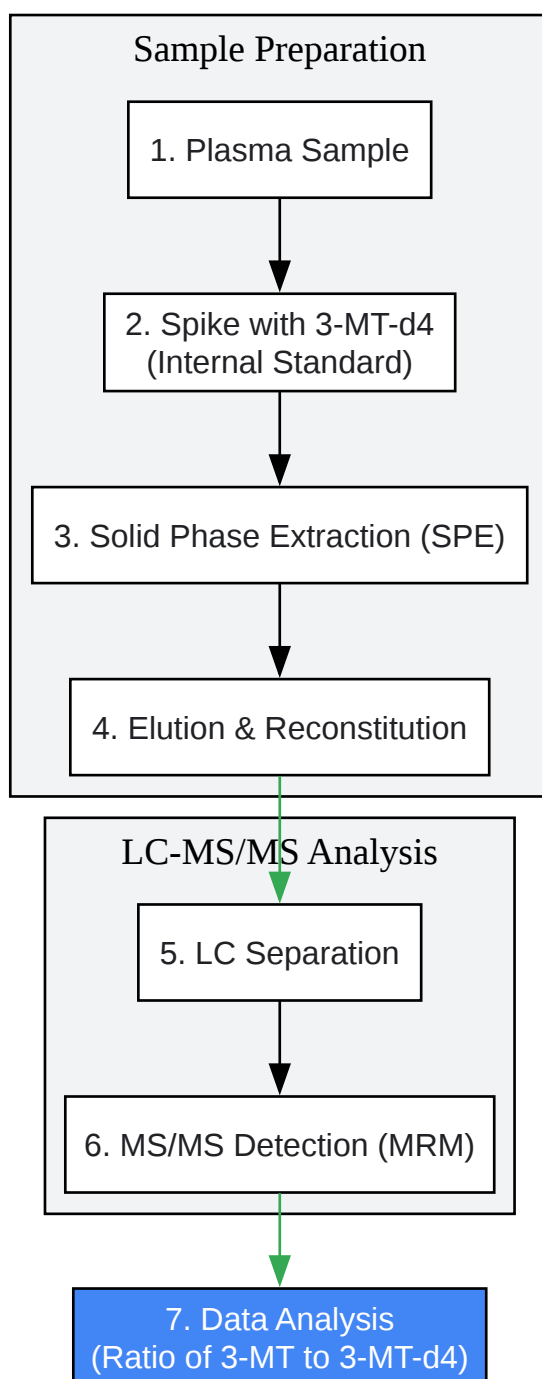 Sample Preparation
1. Plasma Sample
2. Spike with 3-MT-d4
(Internal Standard)
3. Solid Phase Extraction (SPE)
4. Elution & Reconstitution
LC-MS/MS Analysis
5. LC Separation
6. MS/MS Detection (MRM)
7. Data Analysis
(Ratio of 3-MT to 3-MT-d4)